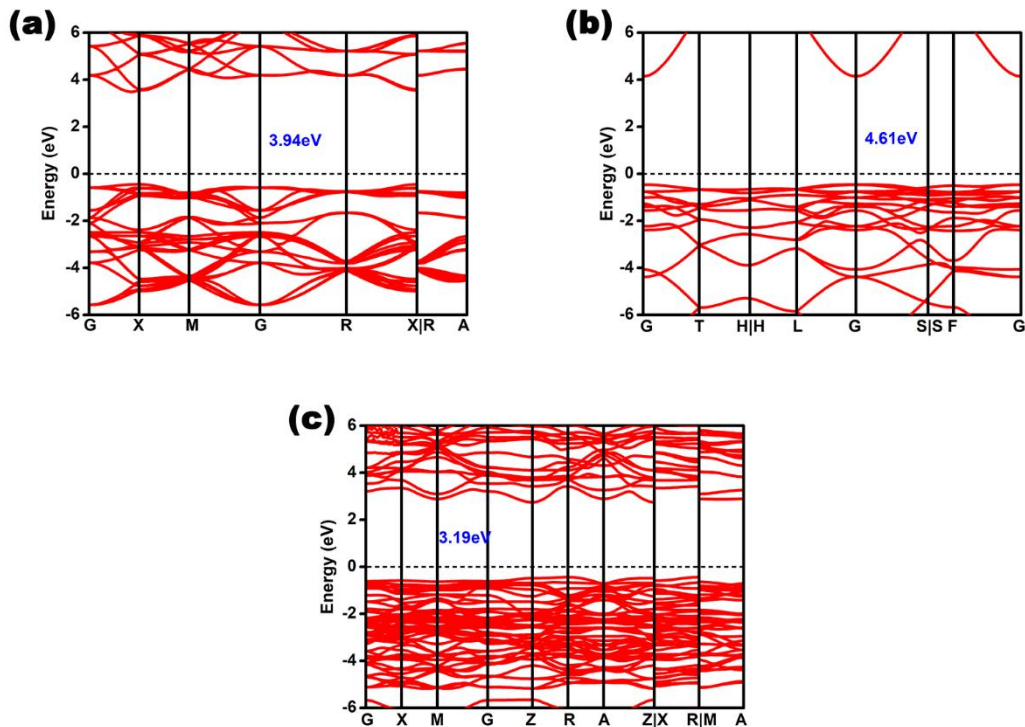 (a)
6
4
2
0
-2
-4
-6
Energy (eV)
3.94eV
G X M G R X|R A
(b)
6
4
2
0
-2
-4
-6
Energy (eV)
4.61eV
G T H|H L G S|S F G
(c)
6
4
2
0
-2
-4
-6
Energy (eV)
3.19eV
G X M G Z R A Z|X R|M A